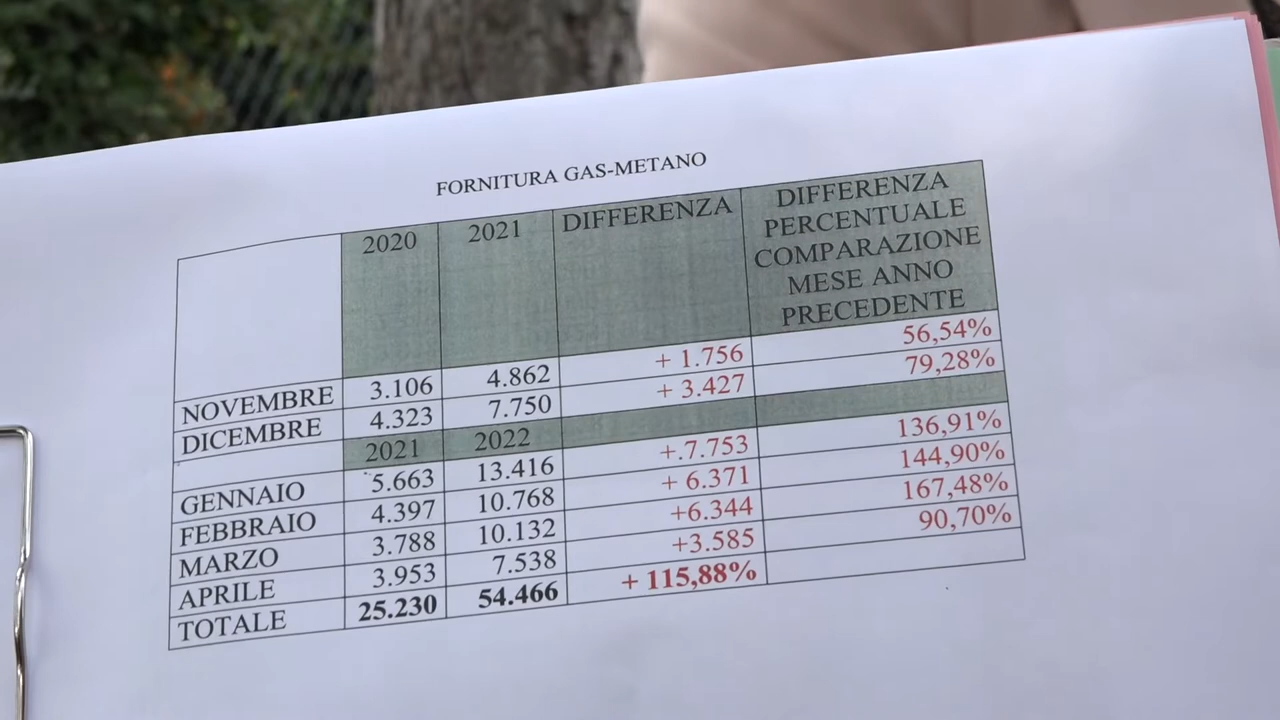 FORNITURA GAS-METANO
2020 2021 DIFFERENZA DIFFERENZA PERCENTUALE COMPARAZIONE MESE ANNO PRECEDENTE
NOVEMBRE 3.106 4.862 + 1.756 56,54%
DICEMBRE 4.323 7.750 + 3.427 79,28%
2021 2022
GENNAIO 5.663 13.416 +.7.753 136,91%
FEBBRAIO 4.397 10.768 + 6.371 144,90%
MARZO 3.788 10.132 +6.344 167,48%
APRILE 3.953 7.538 +3.585 90,70%
TOTALE 25.230 54.466 + 115,88%